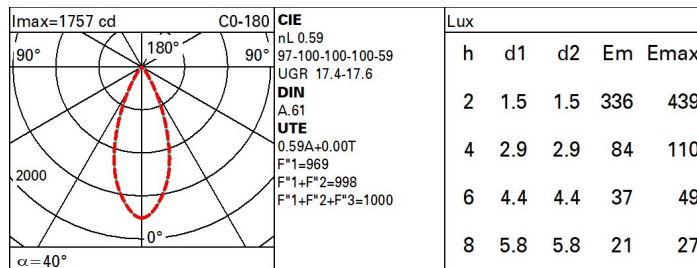 Imax=1757 cd C0-180
90° 180° 90°
2000
0°
α=40°
CIE
nL 0.59
97-100-100-100-59
UGR 17.4-17.6
DIN
A.61
UTE
0.59A+0.00T
F"1=969
F"1+F"2=998
F"1+F"2+F"3=1000
Lux
h d1 d2 Em Emax
2 1.5 1.5 336 439
4 2.9 2.9 84 110
6 4.4 4.4 37 49
8 5.8 5.8 21 27